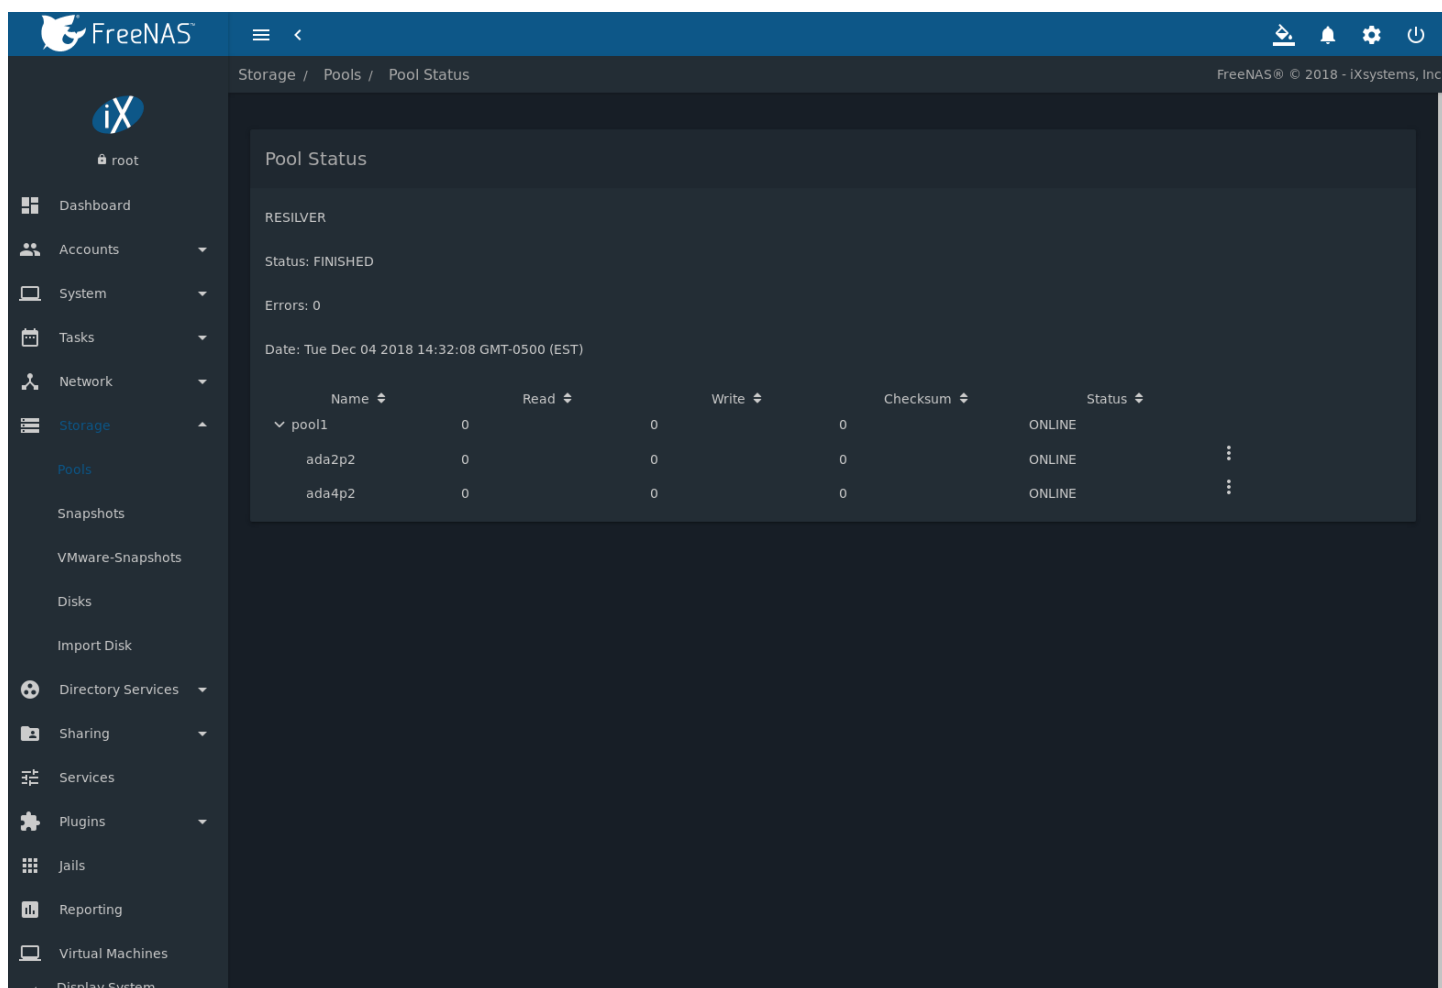 FreeNAS™
Storage / Pools / Pool Status
FreeNAS® © 2018 - iXsystems, Inc
iX
root
Dashboard
Accounts
System
Tasks
Network
Storage
Pools
Snapshots
VMware-Snapshots
Disks
Import Disk
Directory Services
Sharing
Services
Plugins
Jails
Reporting
Virtual Machines
Display System
Pool Status
RESILVER
Status: FINISHED
Errors: 0
Date: Tue Dec 04 2018 14:32:08 GMT-0500 (EST)
Name Read Write Checksum Status
pool1 0 0 0 ONLINE
ada2p2 0 0 0 ONLINE
ada4p2 0 0 0 ONLINE